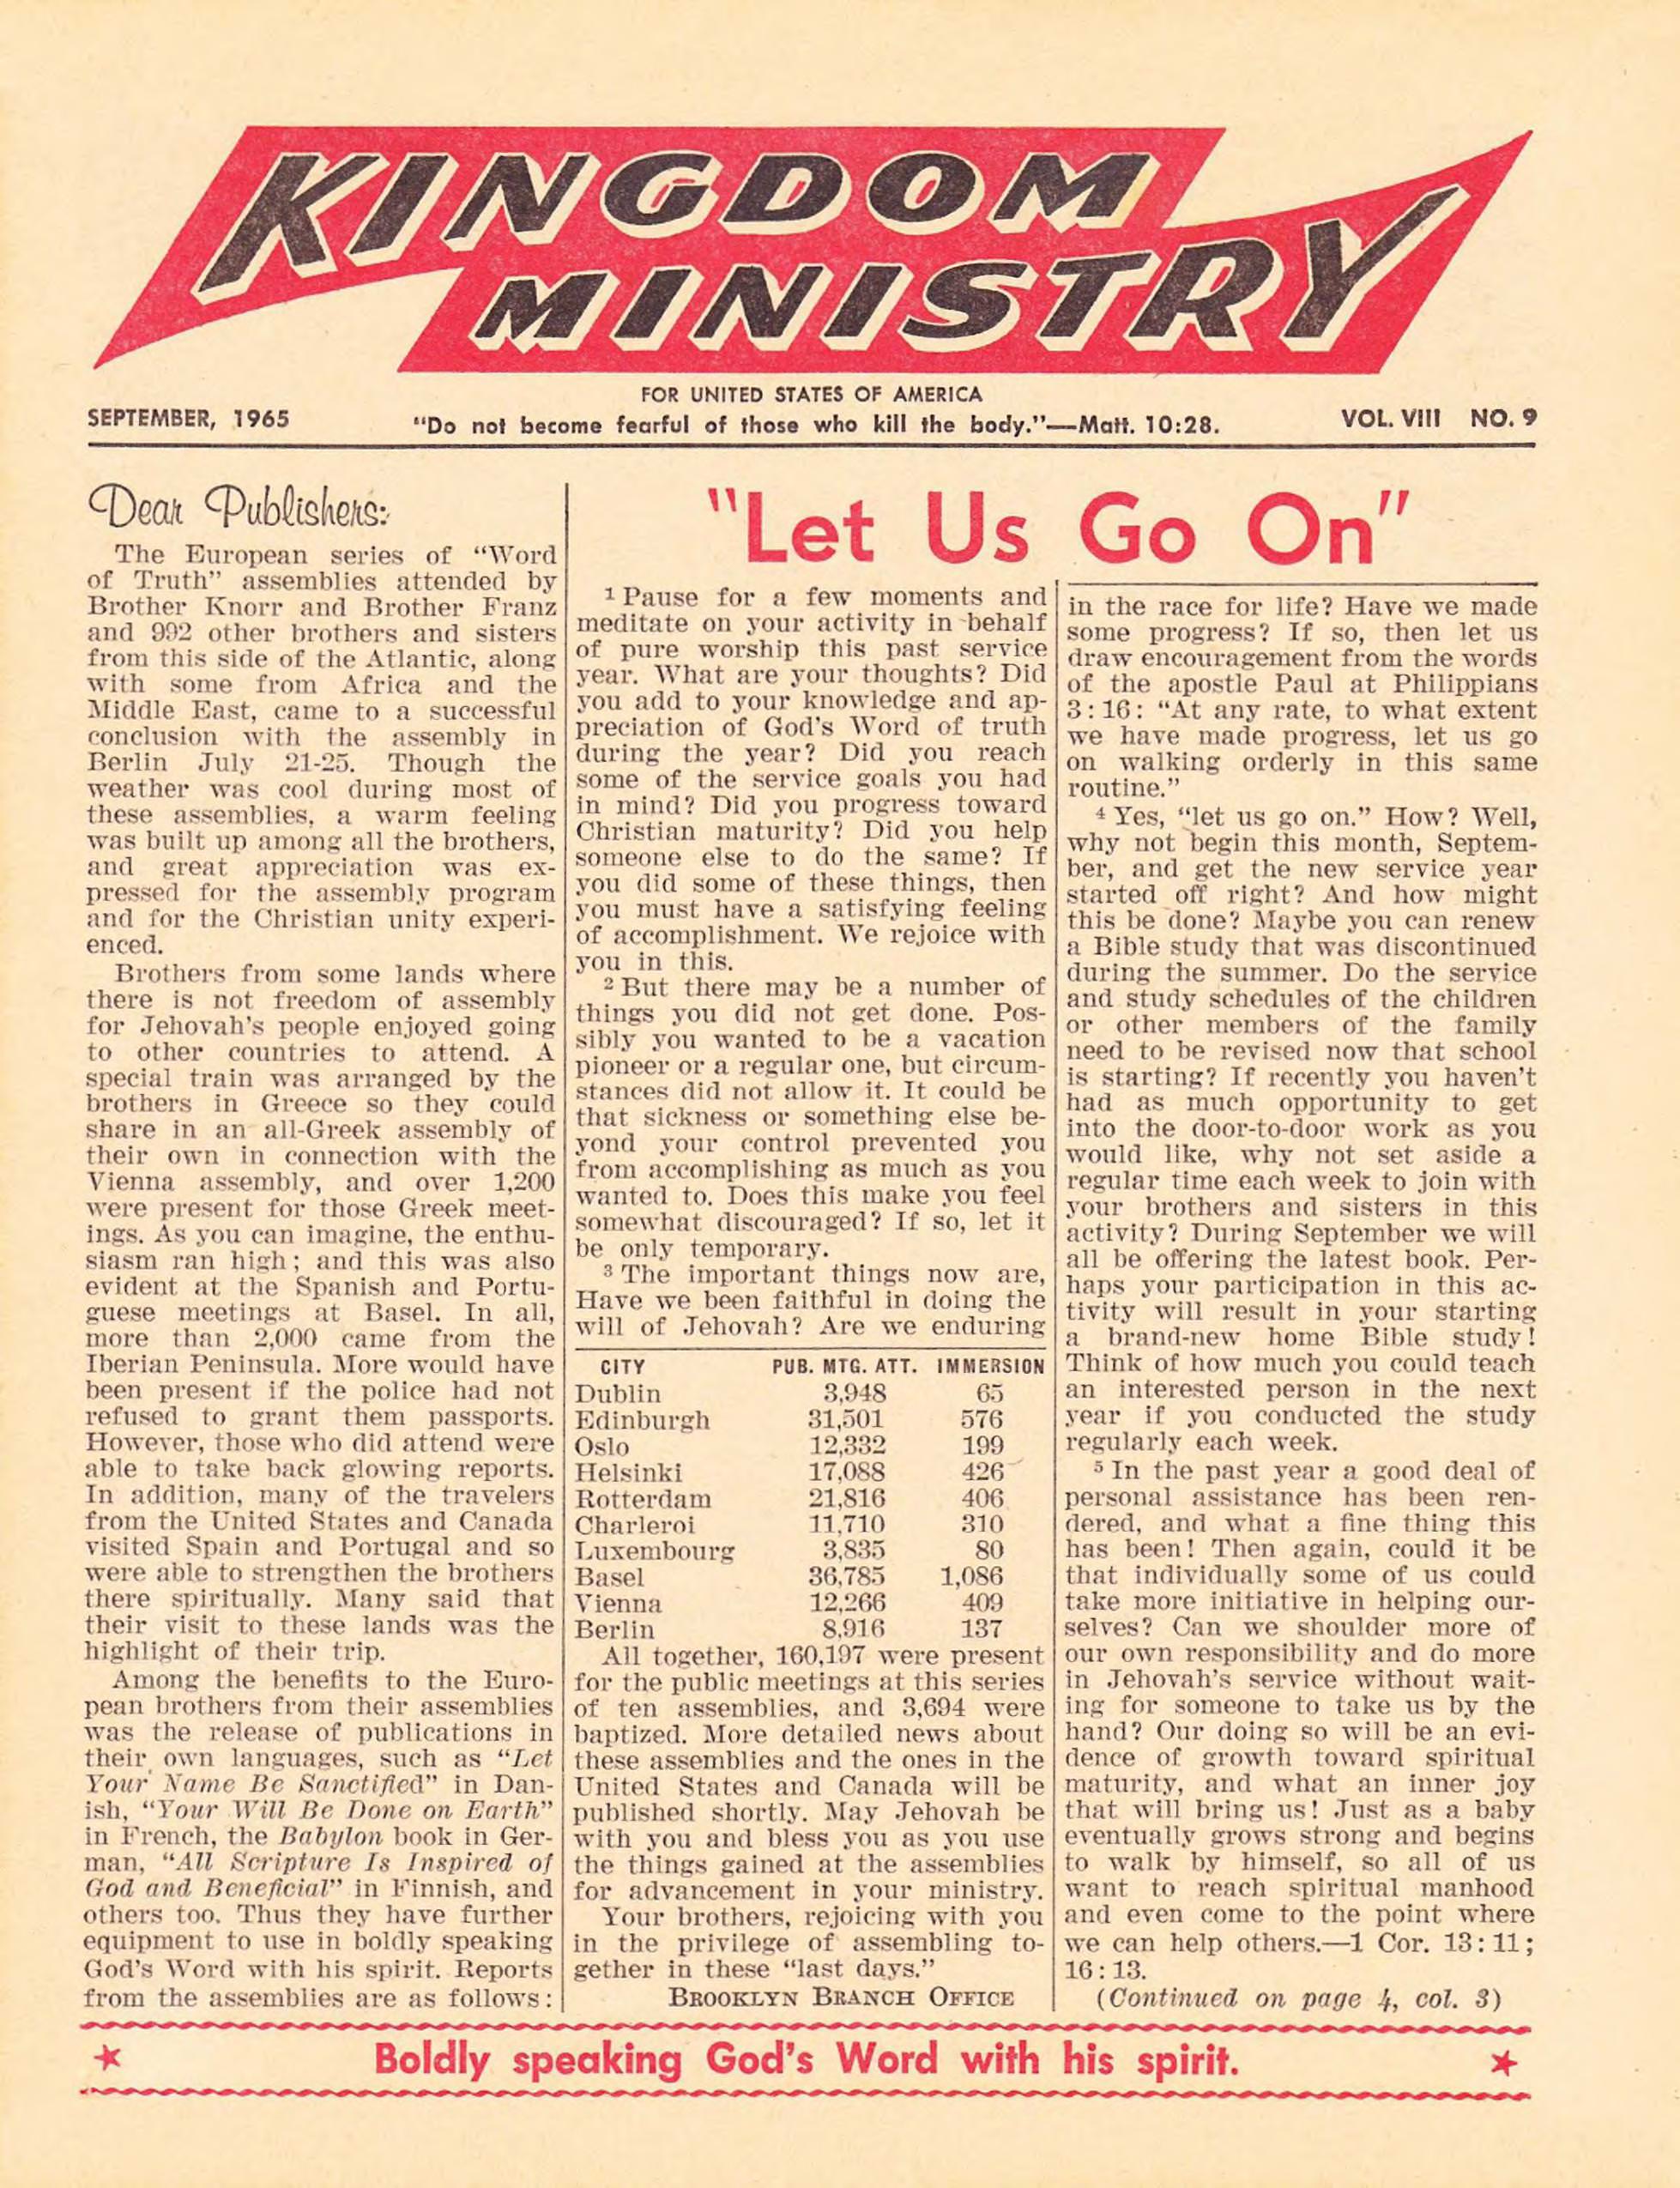 KINGDOM
MINISTRY
FOR UNITED STATES OF AMERICA
SEPTEMBER, 1965
"Do not become fearful of those who kill the body."—Matt. 10:28.
VOL. VIII NO. 9
Dear Publishers:
The European series of "Word
of Truth" assemblies attended by
Brother Knorr and Brother Franz
and 992 other brothers and sisters
from this side of the Atlantic, along
with some from Africa and the
Middle East, came to a successful
conclusion with the assembly in
Berlin July 21-25. Though the
weather was cool during most of
these assemblies, a warm feeling
was built up among all the brothers,
and great appreciation was ex-
pressed for the assembly program
and for the Christian unity experi-
enced.
Brothers from some lands where
there is not freedom of assembly
for Jehovah's people enjoyed going
to other countries to attend. A
special train was arranged by the
brothers in Greece so they could
share in an all-Greek assembly of
their own in connection with the
Vienna assembly, and over 1,200
were present for those Greek meet-
ings. As you can imagine, the enthu-
siasm ran high; and this was also
evident at the Spanish and Portu-
guese meetings at Basel. In all,
more than 2,000 came from the
Iberian Peninsula. More would have
been present if the police had not
refused to grant them passports.
However, those who did attend were
able to take back glowing reports.
In addition, many of the travelers
from the United States and Canada
visited Spain and Portugal and so
were able to strengthen the brothers
there spiritually. Many said that
their visit to these lands was the
highlight of their trip.
Among the benefits to the Euro-
pean brothers from their assemblies
was the release of publications in
their own languages, such as "Let
Your Name Be Sanctified" in Dan-
ish, "Your Will Be Done on Earth"
in French, the Babylon book in Ger-
man, "All Scripture Is Inspired of
God and Beneficial" in Finnish, and
others too. Thus they have further
equipment to use in boldly speaking
God's Word with his spirit. Reports
from the assemblies are as follows:
"Let Us Go On"
1 Pause for a few moments and
meditate on your activity in behalf
of pure worship this past service
year. What are your thoughts? Did
you add to your knowledge and ap-
preciation of God's Word of truth
during the year? Did you reach
some of the service goals you had
in mind? Did you progress toward
Christian maturity? Did you help
someone else to do the same? If
you did some of these things, then
you must have a satisfying feeling
of accomplishment. We rejoice with
you in this.
2 But there may be a number of
things you did not get done. Pos-
sibly you wanted to be a vacation
pioneer or a regular one, but circum-
stances did not allow it. It could be
that sickness or something else be-
yond your control prevented you
from accomplishing as much as you
wanted to. Does this make you feel
somewhat discouraged? If so, let it
be only temporary.
3 The important things now are,
Have we been faithful in doing the
will of Jehovah? Are we enduring
CITY PUB. MTG. ATT. IMMERSION
Dublin 3,948 65
Edinburgh 31,501 576
Oslo 12,332 199
Helsinki 17,088 426
Rotterdam 21,816 406
Charleroi 11,710 310
Luxembourg 3,835 80
Basel 36,785 1,086
Vienna 12,266 409
Berlin 8,916 137
All together, 160,197 were present
for the public meetings at this series
of ten assemblies, and 3,694 were
baptized. More detailed news about
these assemblies and the ones in the
United States and Canada will be
published shortly. May Jehovah be
with you and bless you as you use
the things gained at the assemblies
for advancement in your ministry.
Your brothers, rejoicing with you
in the privilege of assembling to-
gether in these "last days."
BROOKLYN BRANCH OFFICE
in the race for life? Have we made
some progress? If so, then let us
draw encouragement from the words
of the apostle Paul at Philippians
3:16: "At any rate, to what extent
we have made progress, let us go
on walking orderly in this same
routine."
4 Yes, "let us go on." How? Well,
why not begin this month, Septem-
ber, and get the new service year
started off right? And how might
this be done? Maybe you can renew
a Bible study that was discontinued
during the summer. Do the service
and study schedules of the children
or other members of the family
need to be revised now that school
is starting? If recently you haven't
had as much opportunity to get
into the door-to-door work as you
would like, why not set aside a
regular time each week to join with
your brothers and sisters in this
activity? During September we will
all be offering the latest book. Per-
haps your participation in this ac-
tivity will result in your starting
a brand-new home Bible study!
Think of how much you could teach
an interested person in the next
year if you conducted the study
regularly each week.
5 In the past year a good deal of
personal assistance has been ren-
dered, and what a fine thing this
has been! Then again, could it be
that individually some of us could
take more initiative in helping our-
selves? Can we shoulder more of
our own responsibility and do more
in Jehovah's service without wait-
ing for someone to take us by the
hand? Our doing so will be an evi-
dence of growth toward spiritual
maturity, and what an inner joy
that will bring us! Just as a baby
eventually grows strong and begins
to walk by himself, so all of us
want to reach spiritual manhood
and even come to the point where
we can help others.—1 Cor. 13:11;
16:13.
(Continued on page 4, col. 3)
★ Boldly speaking God's Word with his spirit. ★